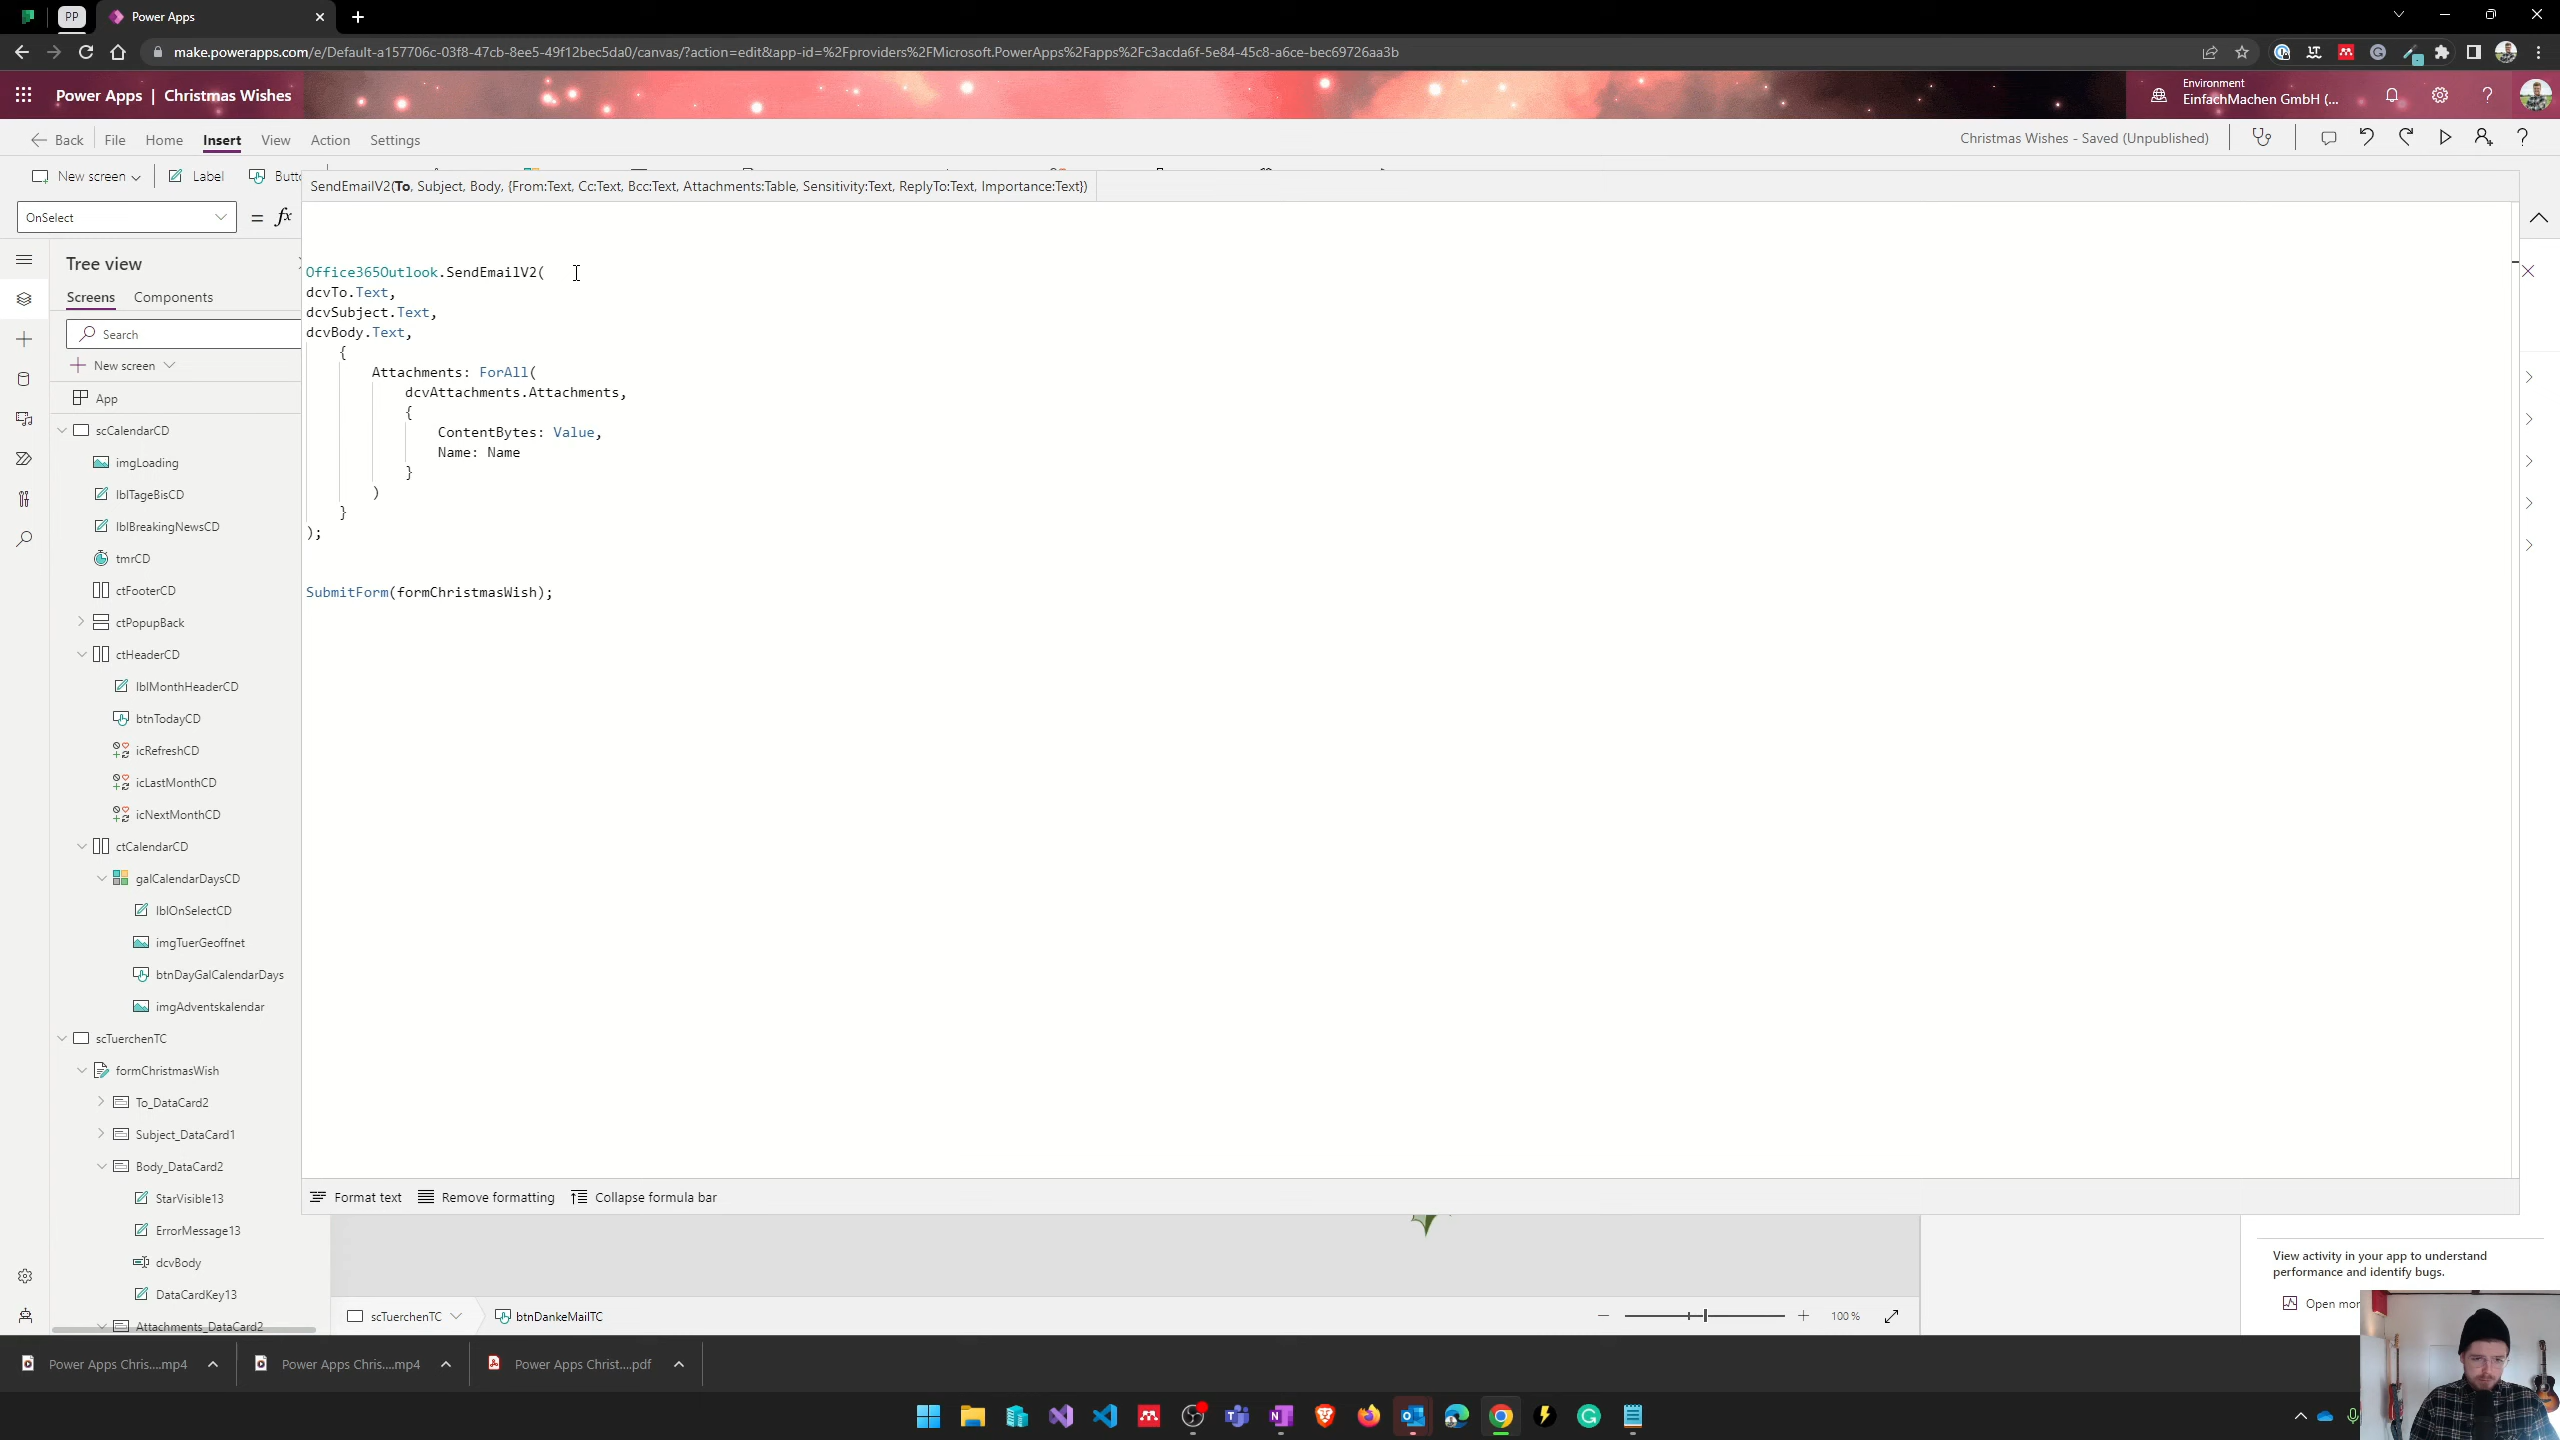 PP
Power Apps
make.powerapps.com/e/Default-a157706c-03f8-47cb-8ee5-49f12bec5da0/canvas/?action=edit&app-id=%2Fproviders%2FMicrosoft.PowerApps%2Fapps%2Fc3acda6f-5e84-45c8-a6ce-bec69726aa3b
Power Apps | Christmas Wishes
Environment
EinfachMachen GmbH (...
Back
File
Home
Insert
View
Action
Settings
Christmas Wishes - Saved (Unpublished)
New screen
Label
SendEmailV2(To, Subject, Body, {From:Text, Cc:Text, Bcc:Text, Attachments:Table, Sensitivity:Text, ReplyTo:Text, Importance:Text})
OnSelect
= fx
Tree view
Screens
Components
Search
New screen
App
scCalendarCD
imgLoading
lblTageBisCD
lblBreakingNewsCD
tmrCD
ctFooterCD
ctPopupBack
ctHeaderCD
lblMonthHeaderCD
btnTodayCD
icRefreshCD
icLastMonthCD
icNextMonthCD
ctCalendarCD
galCalendarDaysCD
lblOnSelectCD
imgTuerGeoffnet
btnDayGalCalendarDays
imgAdventskalendar
scTuerchenTC
formChristmasWish
To_DataCard2
Subject_DataCard1
Body_DataCard2
StarVisible13
ErrorMessage13
dcvBody
DataCardKey13
Attachments_DataCard2
Office365Outlook.SendEmailV2(
dcvTo.Text,
dcvSubject.Text,
dcvBody.Text,
{
Attachments: ForAll(
dcvAttachments.Attachments,
{
ContentBytes: Value,
Name: Name
}
)
}
);
SubmitForm(formChristmasWish);
Format text
Remove formatting
Collapse formula bar
View activity in your app to understand
performance and identify bugs.
Open
scTuerchenTC
btnDankeMailTC
100 %
Power Apps Chris....mp4
Power Apps Chris....mp4
Power Apps Christ....pdf